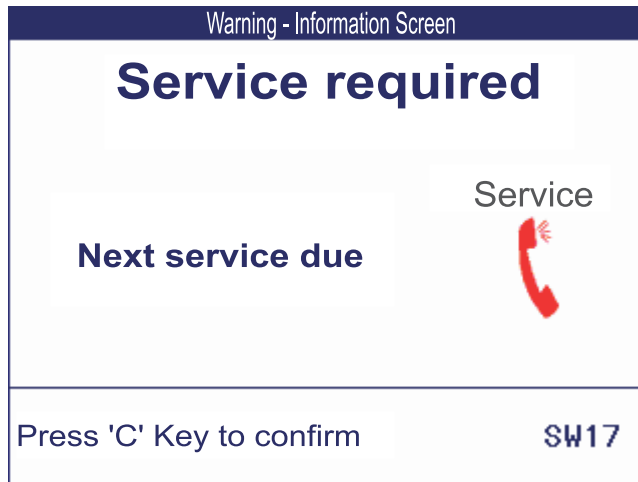 Warning - Information Screen
Service required
Service
Next service due
Press 'C' Key to confirm
SW17